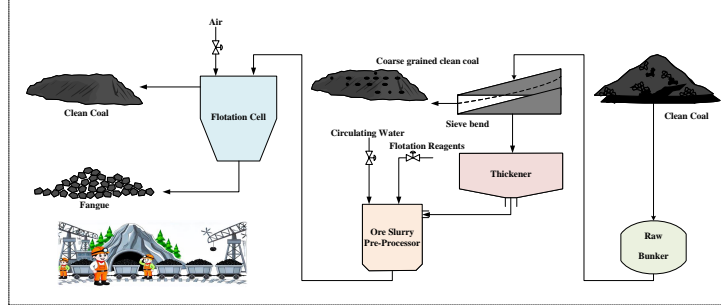 Air
Clean Coal
Flotation Cell
Fangue
Coarse grained clean coal
Sieve bend
Circulating Water
Flotation Reagents
Thickener
Ore Slurry
Pre-Processor
Clean Coal
Raw
Bunker